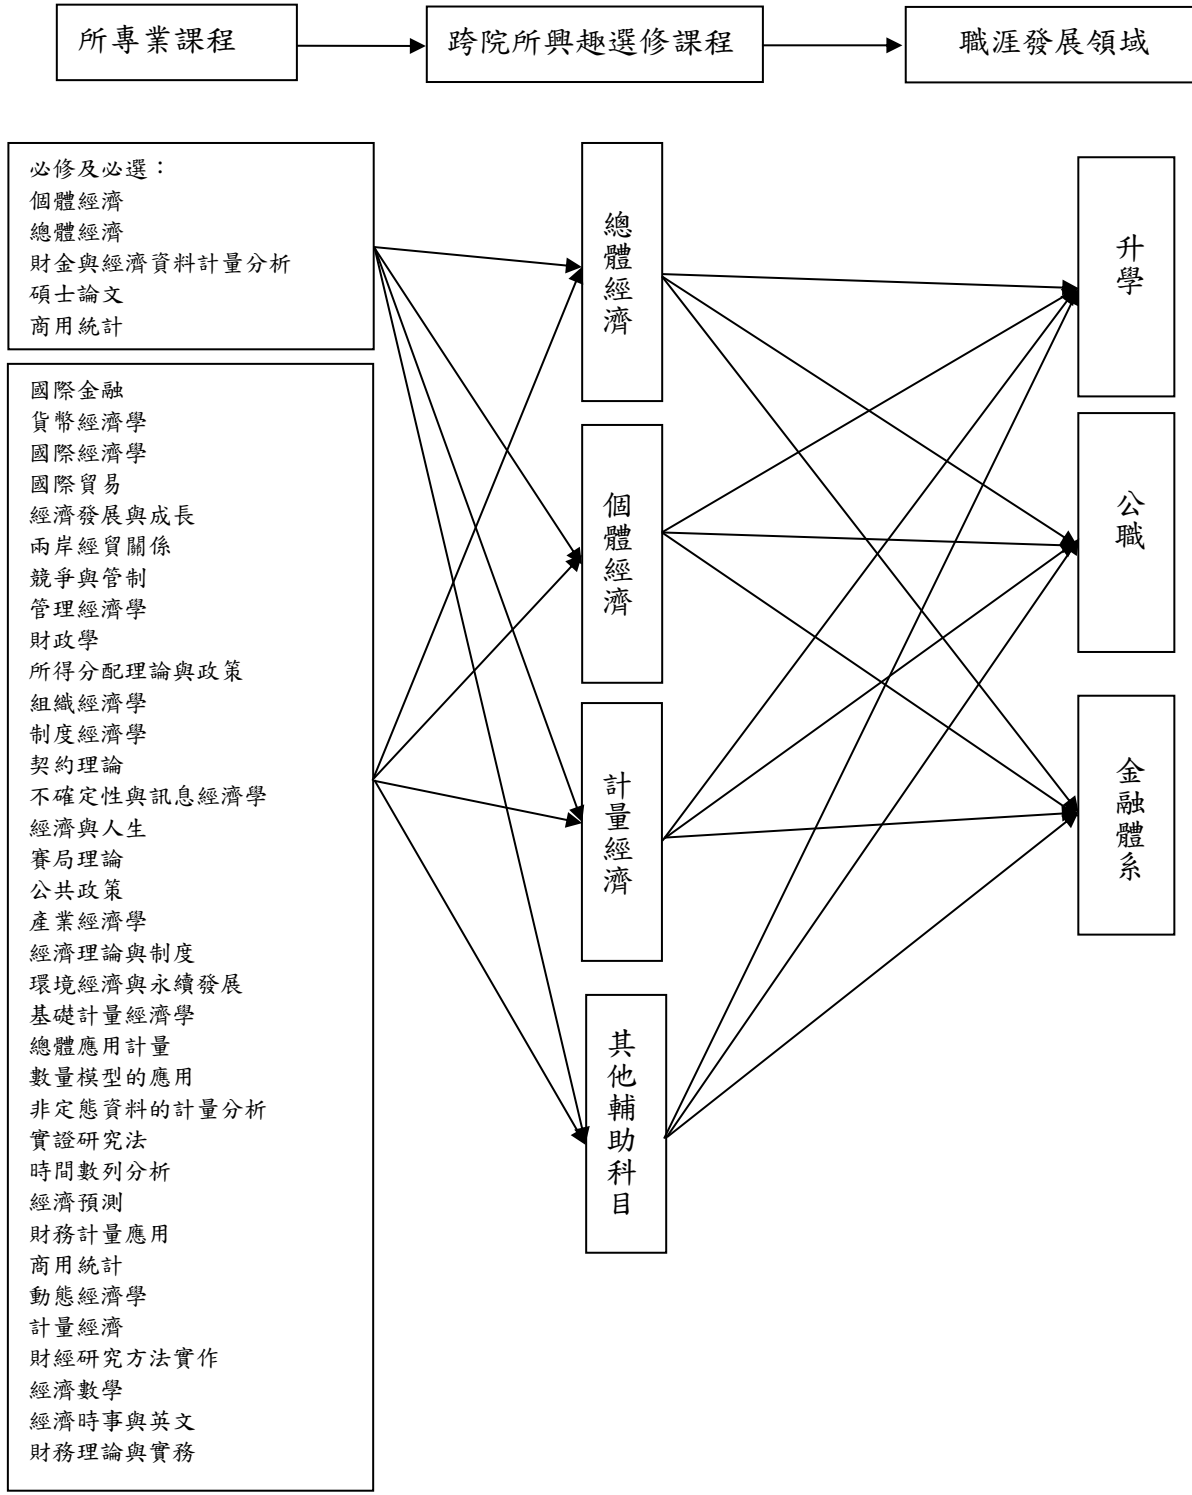 所專業課程
跨院所興趣選修課程
職涯發展領域
必修及必選：
個體經濟
總體經濟
財金與經濟資料計量分析
碩士論文
商用統計
國際金融
貨幣經濟學
國際經濟學
國際貿易
經濟發展與成長
兩岸經貿關係
競爭與管制
管理經濟學
財政學
所得分配理論與政策
組織經濟學
制度經濟學
契約理論
不確定性與訊息經濟學
經濟與人生
賽局理論
公共政策
產業經濟學
經濟理論與制度
環境經濟與永續發展
基礎計量經濟學
總體應用計量
數量模型的應用
非定態資料的計量分析
實證研究法
時間數列分析
經濟預測
財務計量應用
商用統計
動態經濟學
計量經濟
財經研究方法實作
經濟數學
經濟時事與英文
財務理論與實務
總體經濟
個體經濟
計量經濟
其他輔助科目
升學
公職
金融體系